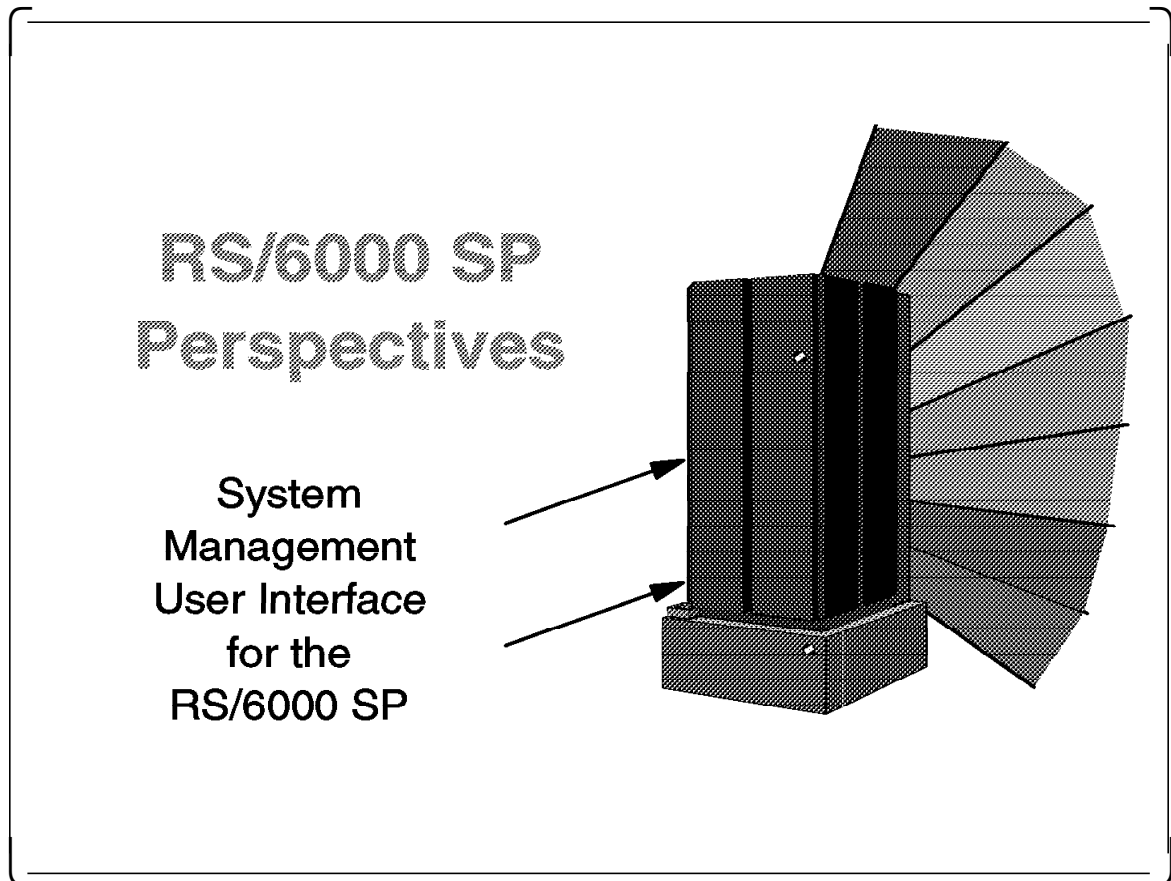 RS/6000 SP
Perspectives
System
Management
User Interface
for the
RS/6000 SP